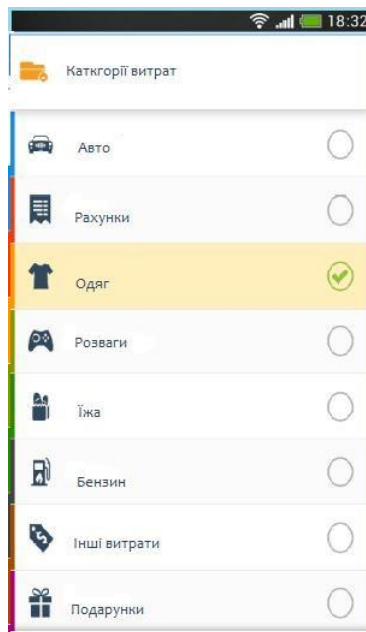 18:32
Каткгорії витрат
Авто
Рахунки
Одяг
Розваги
Їжа
Бензин
Інші витрати
Подарунки